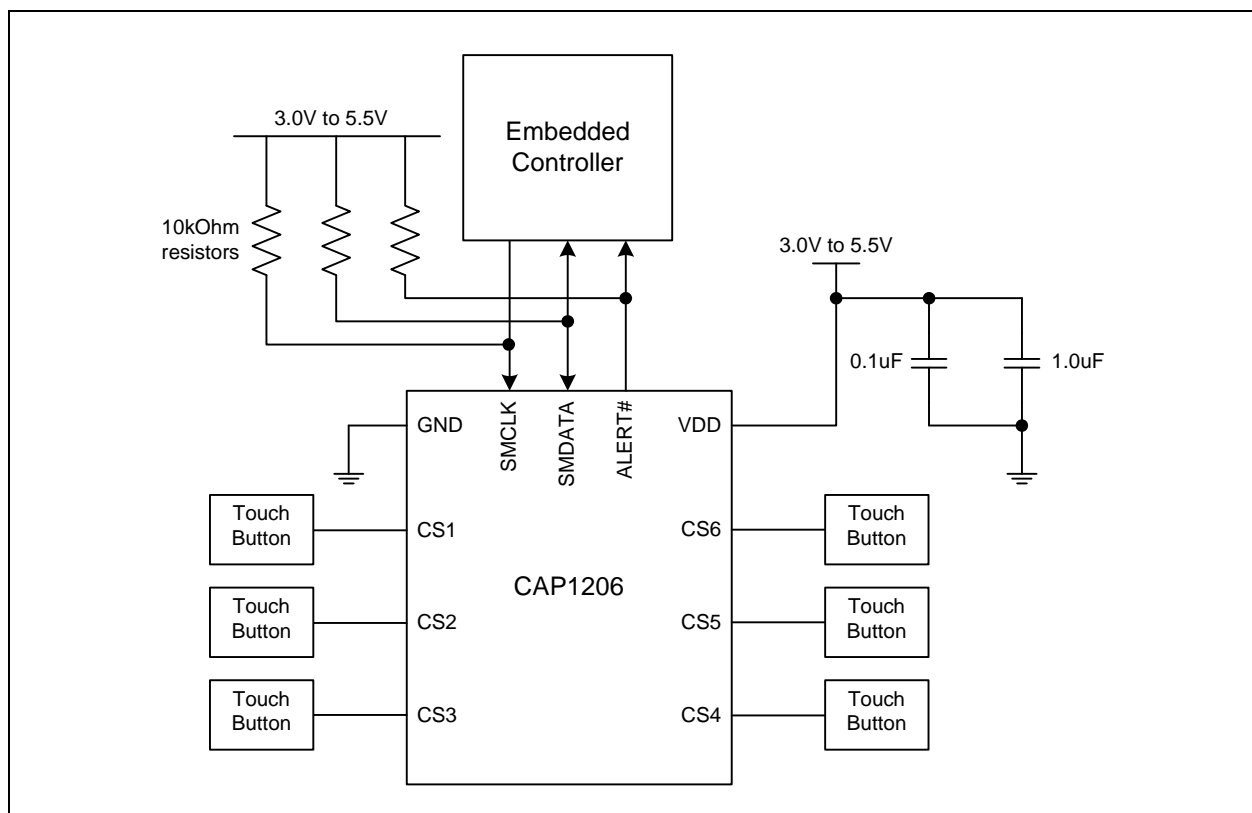 Embedded
Controller
3.0V to 5.5V
10kOhm
resistors
3.0V to 5.5V
0.1uF
1.0uF
GND
SMCLK
SMDATA
ALERT#
VDD
Touch
Button
CS1
CS6
Touch
Button
CAP1206
Touch
Button
CS2
CS5
Touch
Button
Touch
Button
CS3
CS4
Touch
Button